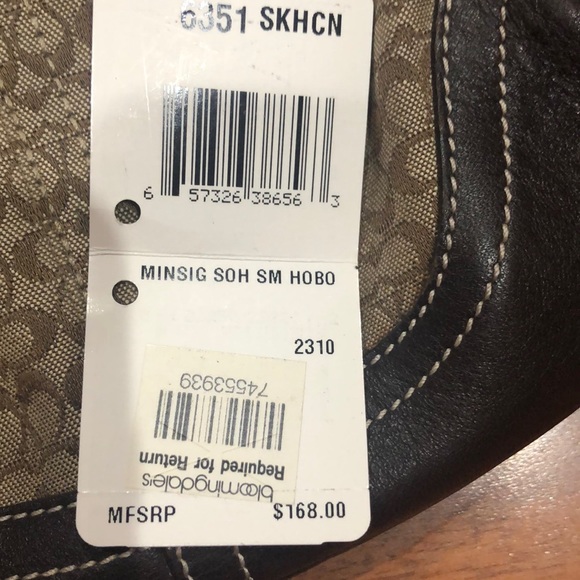 6351 SKHCN
6 57326 38656 3
MINSIG SOH SM HOBO
2310
bloomingdale's
Required for Return
74553939
MFSRP $168.00